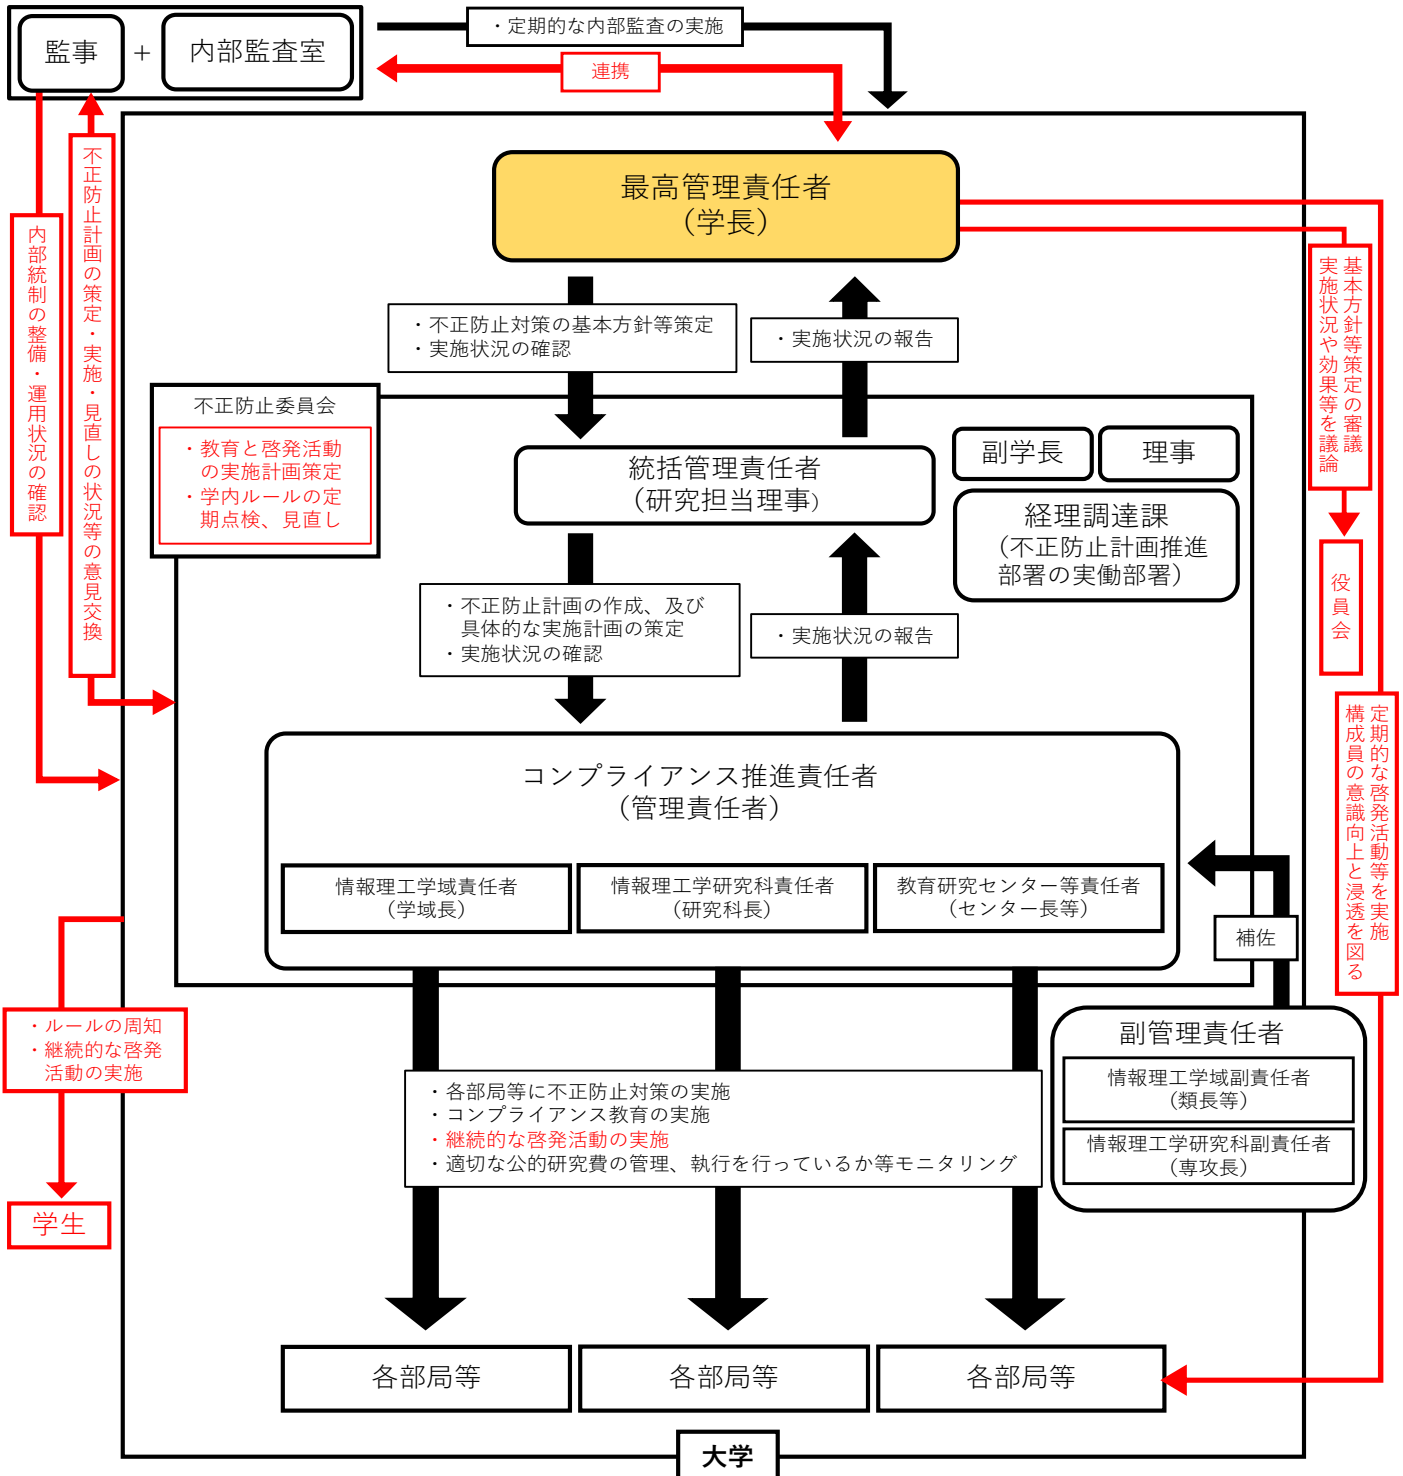 監事
+
内部監査室
・定期的な内部監査の実施
連携
最高管理責任者
（学長）
不正防止計画の策定・実施・見直しの状況等の意見交換
内部統制の整備・運用状況の確認
基本方針等策定の審議
実施状況や効果等を議論
役員会
定期的な啓発活動等を実施
構成員の意識向上と浸透を図る
・不正防止対策の基本方針等策定
・実施状況の確認
・実施状況の報告
不正防止委員会
・教育と啓発活動
の実施計画策定
・学内ルールの定
期点検、見直し
統括管理責任者
（研究担当理事）
副学長
理事
経理調達課
（不正防止計画推進
部署の実働部署）
・不正防止計画の作成、及び
具体的な実施計画の策定
・実施状況の確認
・実施状況の報告
コンプライアンス推進責任者
（管理責任者）
情報理工学域責任者
（学域長）
情報理工学研究科責任者
（研究科長）
教育研究センター等責任者
（センター長等）
補佐
・ルールの周知
・継続的な啓発
活動の実施
学生
副管理責任者
情報理工学域副責任者
（類長等）
情報理工学研究科副責任者
（専攻長）
・各部局等に不正防止対策の実施
・コンプライアンス教育の実施
・継続的な啓発活動の実施
・適切な公的研究費の管理、執行を行っているか等モニタリング
各部局等
各部局等
各部局等
大学